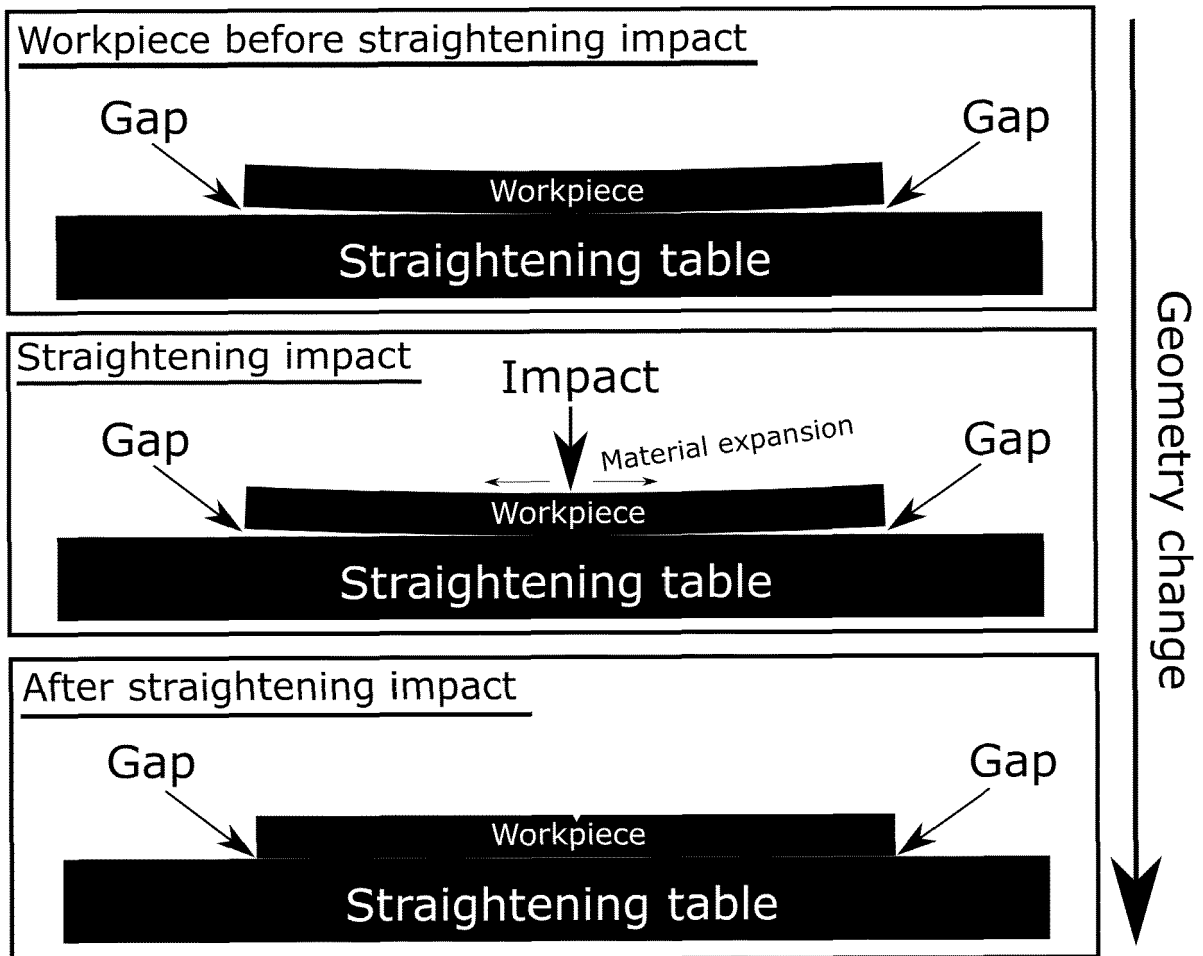 Workpiece before straightening impact
Gap
Gap
Workpiece
Straightening table
Straightening impact
Impact
Gap
Material expansion
Gap
Workpiece
Straightening table
After straightening impact
Gap
Gap
Workpiece
Straightening table
Geometry change